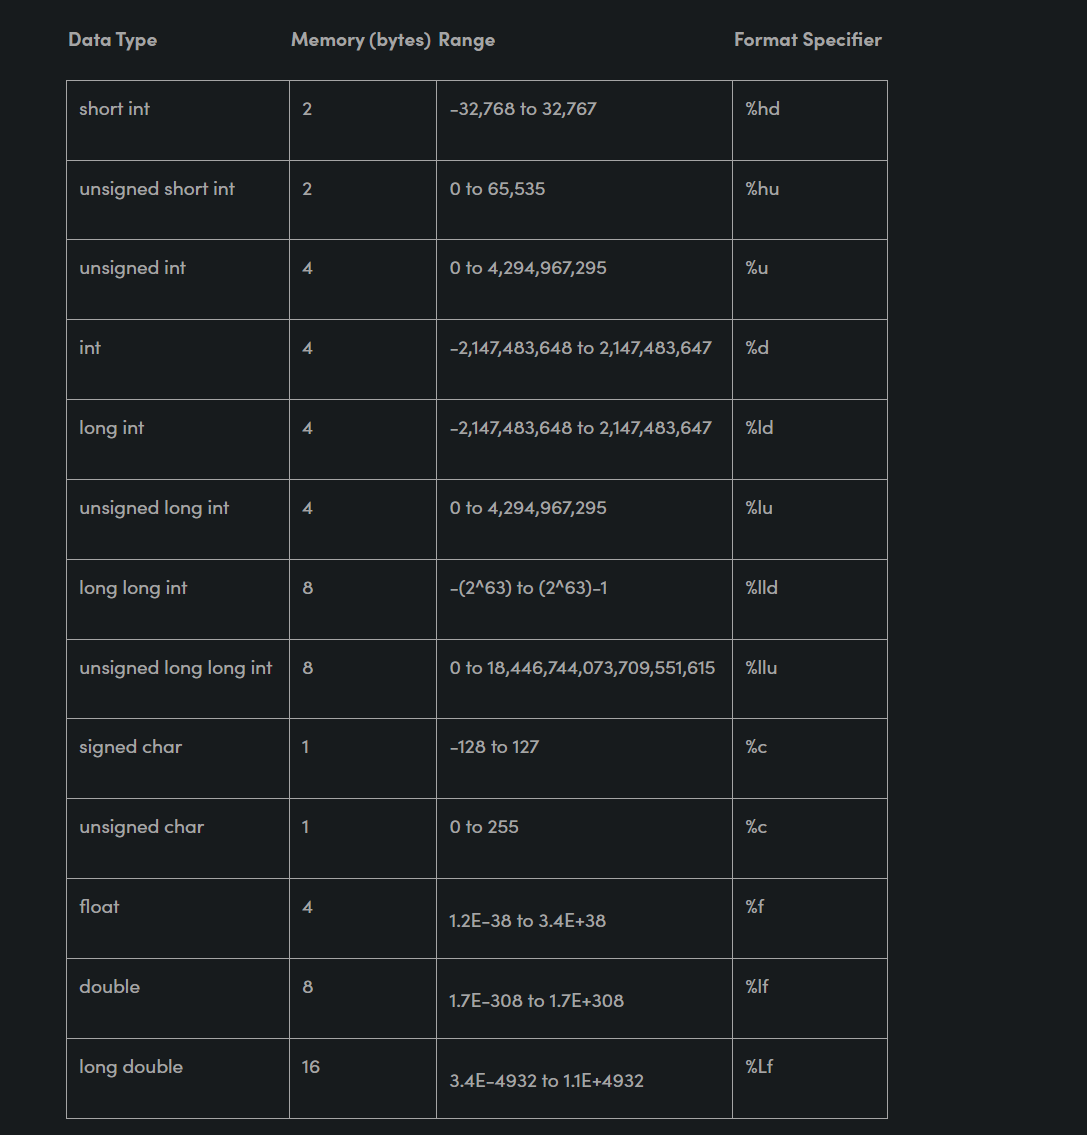 Data Type Memory (bytes) Range Format Specifier
short int 2 -32,768 to 32,767 %hd
unsigned short int 2 0 to 65,535 %hu
unsigned int 4 0 to 4,294,967,295 %u
int 4 -2,147,483,648 to 2,147,483,647 %d
long int 4 -2,147,483,648 to 2,147,483,647 %ld
unsigned long int 4 0 to 4,294,967,295 %lu
long long int 8 -(2^63) to (2^63)-1 %lld
unsigned long long int 8 0 to 18,446,744,073,709,551,615 %llu
signed char 1 -128 to 127 %c
unsigned char 1 0 to 255 %c
float 4 1.2E-38 to 3.4E+38 %f
double 8 1.7E-308 to 1.7E+308 %lf
long double 16 3.4E-4932 to 1.1E+4932 %Lf